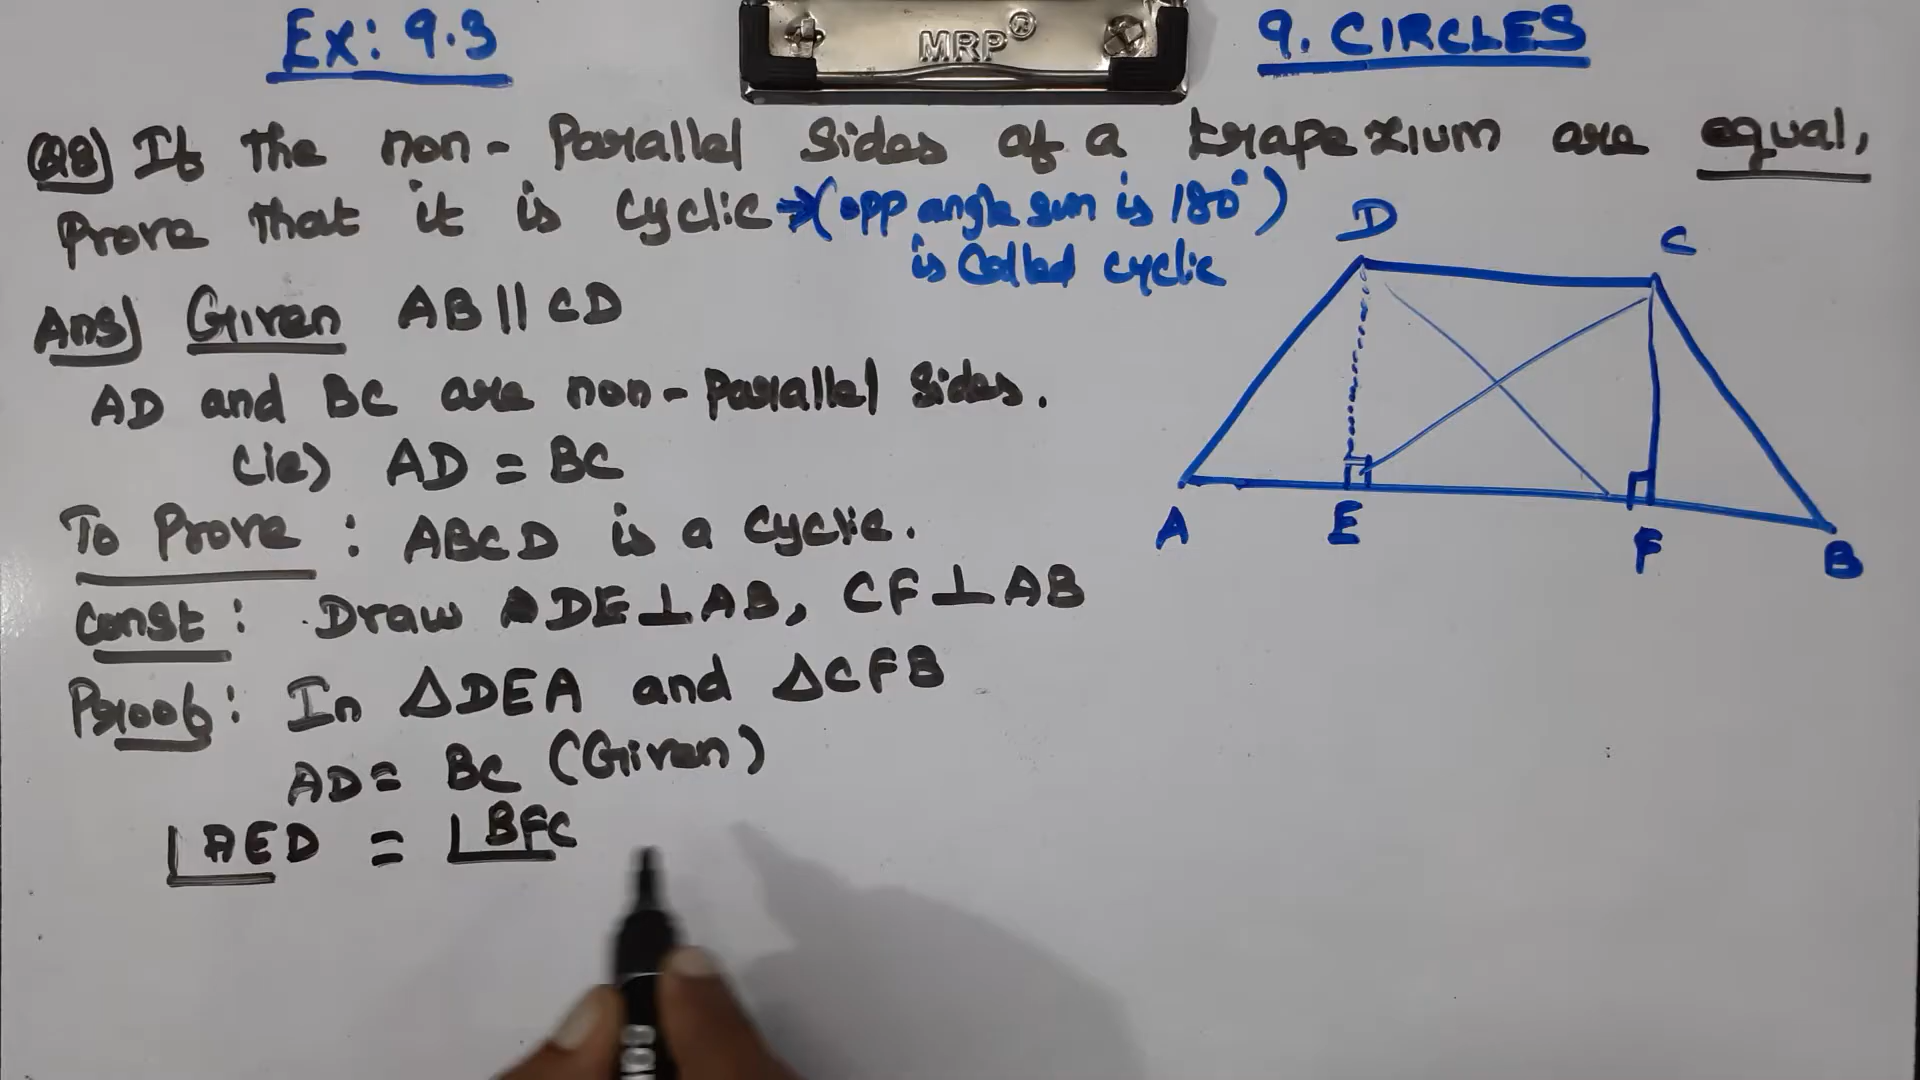 Ex: 9.3
MRP®
9. CIRCLES
Q8) If the non-Parallel Sides of a trapezium are equal,
Prove that it is cyclic → (opp angle sum is 180°)
is Called cyclic
Ans) Given AB || CD
AD and BC are non-Parallel Sides.
(ie) AD = BC
To Prove : ABCD is a cyclic.
Const : Draw DE ⊥ AB, CF ⊥ AB
Proof : In ΔDEA and ΔCFB
AD = BC (Given)
∠AED = ∠BFC
D
C
A
E
F
B